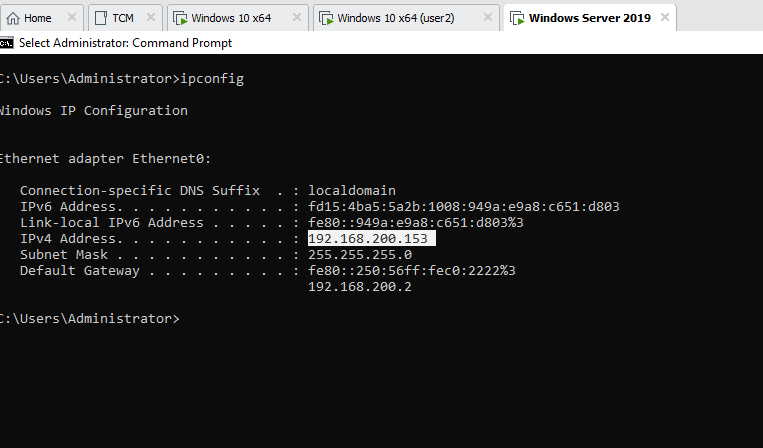 Home TCM Windows 10 x64 Windows 10 x64 (user2) Windows Server 2019
Select Administrator: Command Prompt
C:\Users\Administrator>ipconfig
Windows IP Configuration
Ethernet adapter Ethernet0:
Connection-specific DNS Suffix . : localdomain
IPv6 Address. . . . . . . . . . . : fd15:4ba5:5a2b:1008:949a:e9a8:c651:d803
Link-local IPv6 Address . . . . . : fe80::949a:e9a8:c651:d803%3
IPv4 Address. . . . . . . . . . . : 192.168.200.153
Subnet Mask . . . . . . . . . . . : 255.255.255.0
Default Gateway . . . . . . . . . : fe80::250:56ff:fec0:2222%3
192.168.200.2
C:\Users\Administrator>